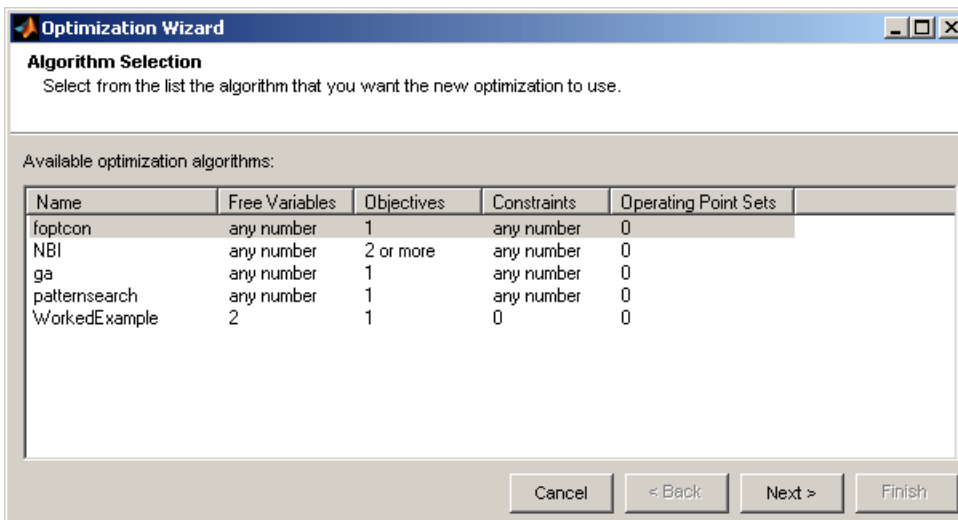 Optimization Wizard
Algorithm Selection
Select from the list the algorithm that you want the new optimization to use.
Available optimization algorithms:
Name Free Variables Objectives Constraints Operating Point Sets
foptcon any number 1 any number 0
NBI any number 2 or more any number 0
ga any number 1 any number 0
patternsearch any number 1 any number 0
WorkedExample 2 1 0 0
Cancel < Back Next > Finish